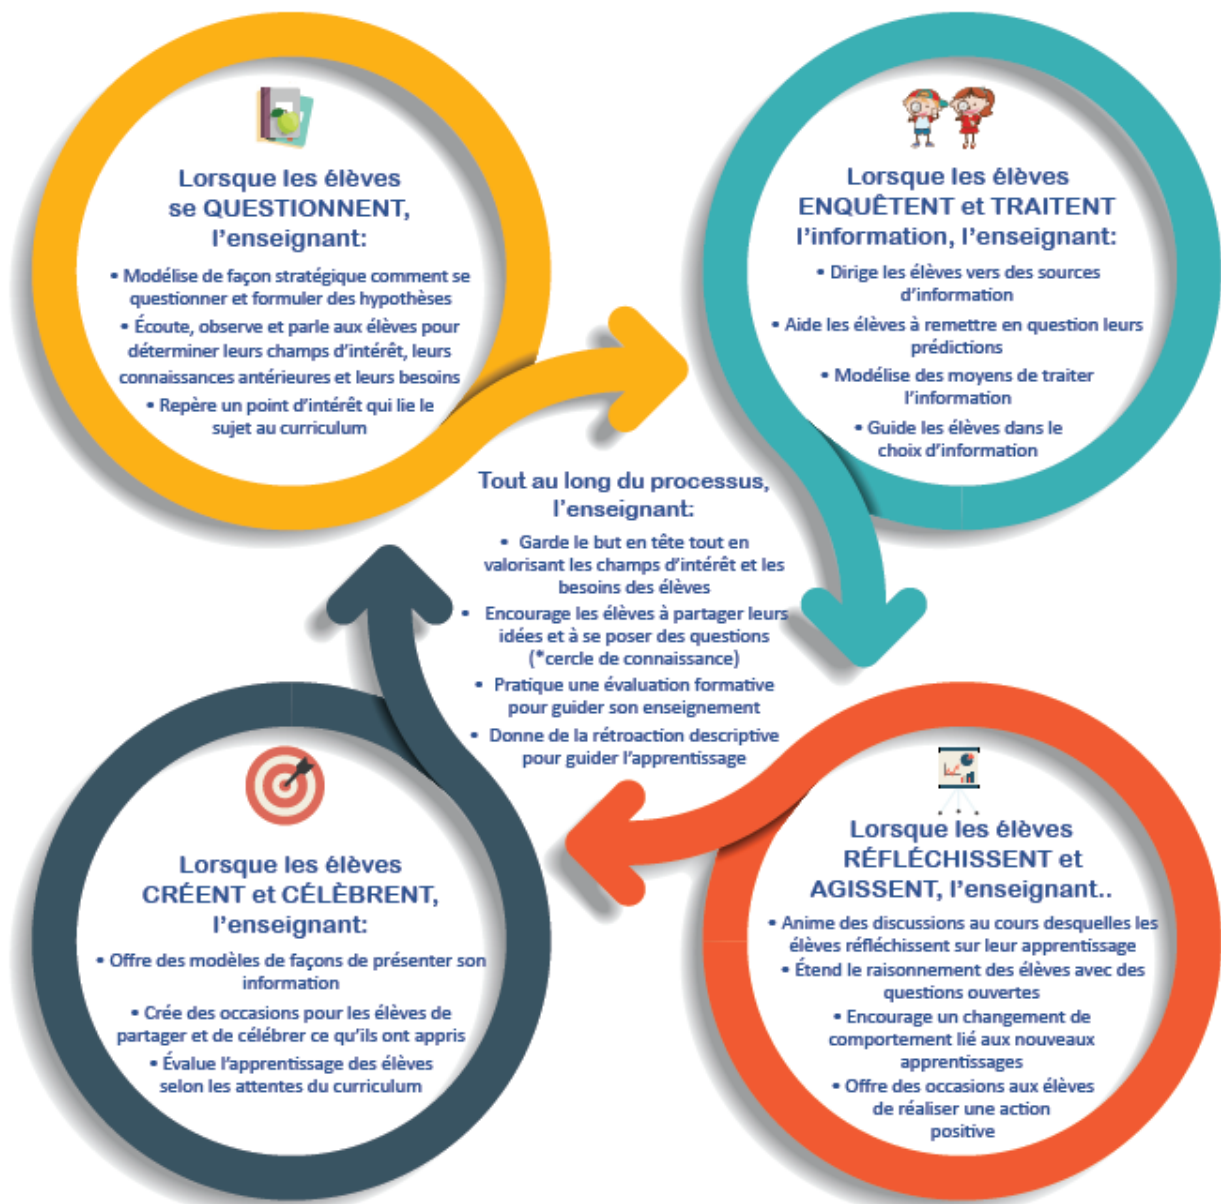 Lorsque les élèves
se QUESTIONNENT,
l'enseignant:
• Modélise de façon stratégique comment se
questionner et formuler des hypothèses
• Écoute, observe et parle aux élèves pour
déterminer leurs champs d'intérêt, leurs
connaissances antérieures et leurs besoins
• Repère un point d'intérêt qui lie le
sujet au curriculum
Lorsque les élèves
ENQUÊTENT et TRAITENT
l'information, l'enseignant:
• Dirige les élèves vers des sources
d'information
• Aide les élèves à remettre en question leurs
prédictions
• Modélise des moyens de traiter
l'information
• Guide les élèves dans le
choix d'information
Tout au long du processus,
l'enseignant:
• Garde le but en tête tout en
valorisant les champs d'intérêt et les
besoins des élèves
• Encourage les élèves à partager leurs
idées et à se poser des questions
(*cercle de connaissance)
• Pratique une évaluation formative
pour guider son enseignement
• Donne de la rétroaction descriptive
pour guider l'apprentissage
Lorsque les élèves
CRÉENT et CÉLÈBRENT,
l'enseignant:
• Offre des modèles de façons de présenter son
information
• Crée des occasions pour les élèves de
partager et de célébrer ce qu'ils ont appris
• Évalue l'apprentissage des élèves
selon les attentes du curriculum
Lorsque les élèves
RÉFLÉCHISSENT et
AGISSENT, l'enseignant..
• Anime des discussions au cours desquelles les
élèves réfléchissent sur leur apprentissage
• Étend le raisonnement des élèves avec des
questions ouvertes
• Encourage un changement de
comportement lié aux nouveaux
apprentissages
• Offre des occasions aux élèves
de réaliser une action
positive